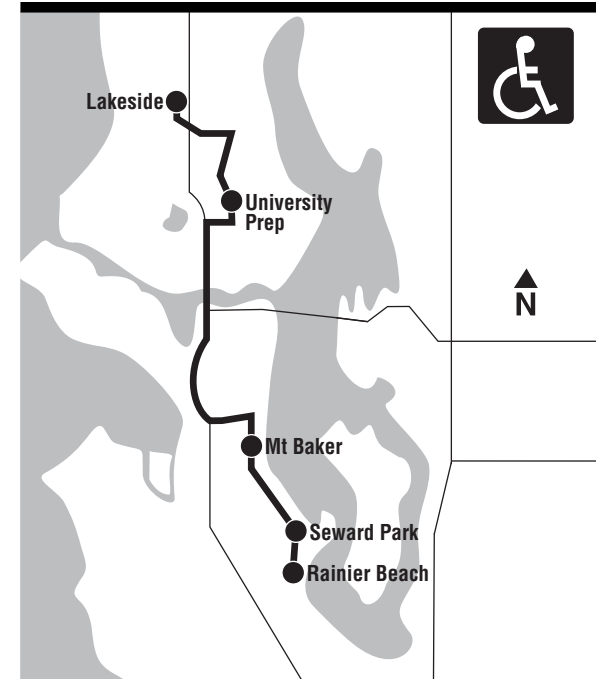 Lakeside
University
Prep
N
Mt Baker
Seward Park
Rainier Beach